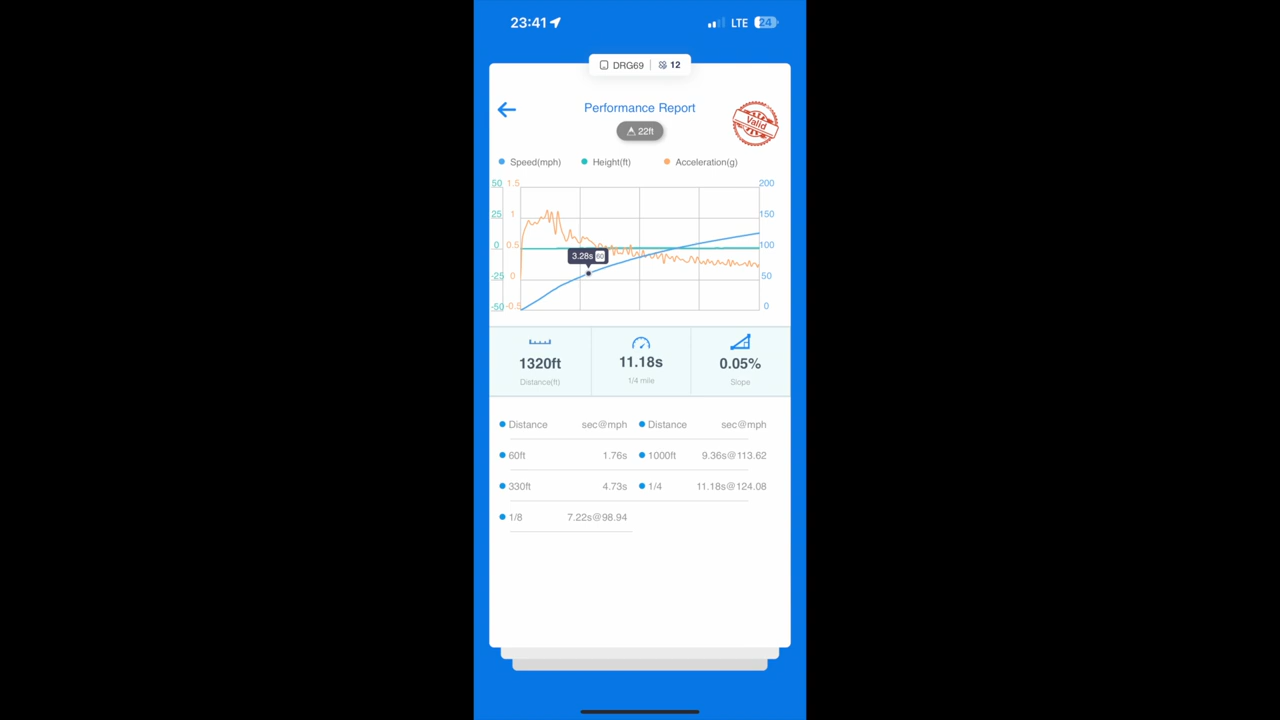 23:41 LTE 24
DRG69 | 12
Performance Report
Valid
22ft
Speed(mph) Height(ft) Acceleration(g)
50 1.5 200
25 1 150
0 0.5 100
-25 0 50
-50 -0.5 0
3.28s 60
1320ft 11.18s 0.05%
Distance(ft) 1/4 mile Slope
Distance sec@mph Distance sec@mph
60ft 1.76s 1000ft 9.36s@113.62
330ft 4.73s 1/4 11.18s@124.08
1/8 7.22s@98.94